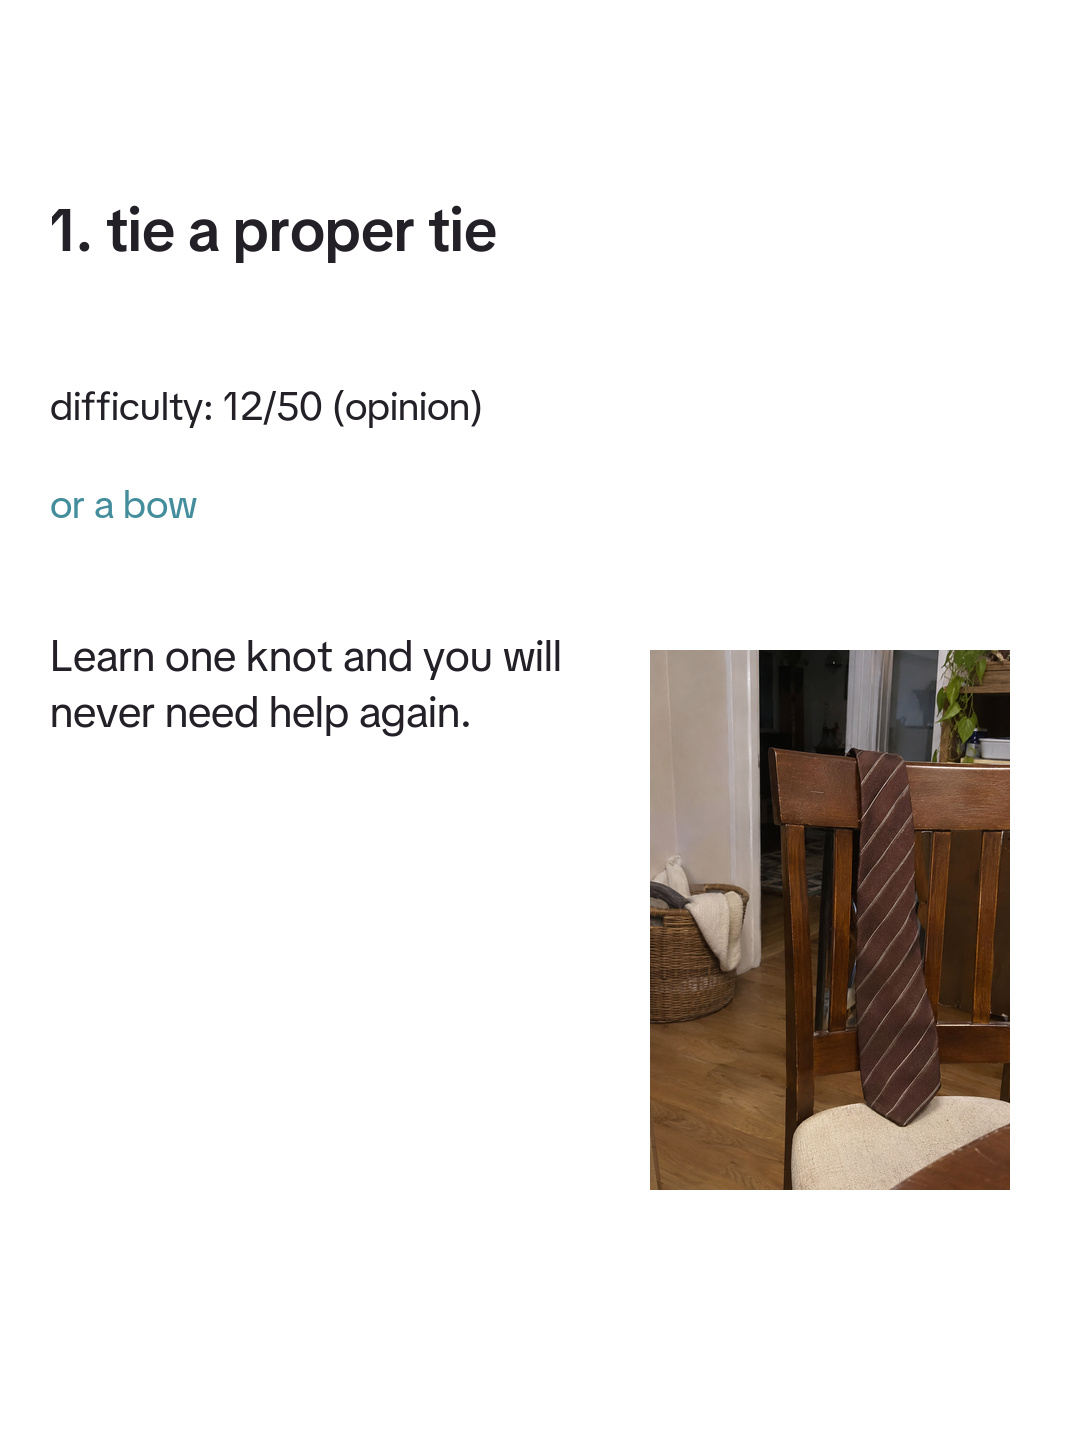 1. tie a proper tie
difficulty: 12/50 (opinion)
or a bow
Learn one knot and you will
never need help again.